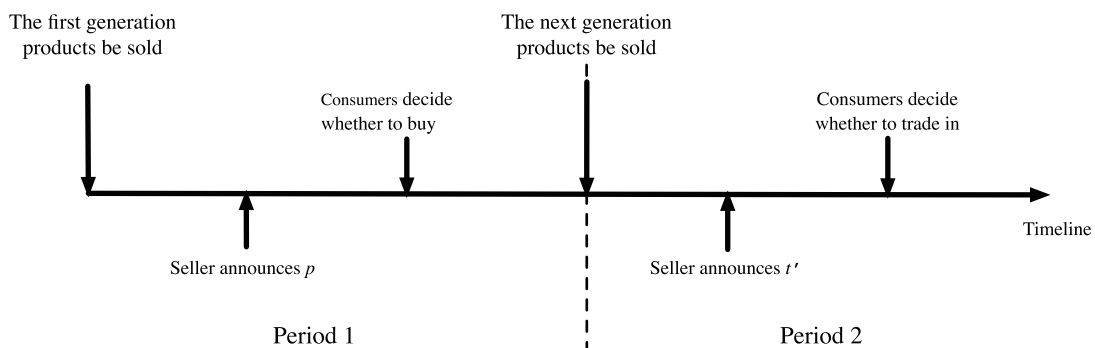 The first generation
products be sold
The next generation
products be sold
Consumers decide
whether to buy
Consumers decide
whether to trade in
Timeline
Seller announces p
Seller announces t′
Period 1
Period 2